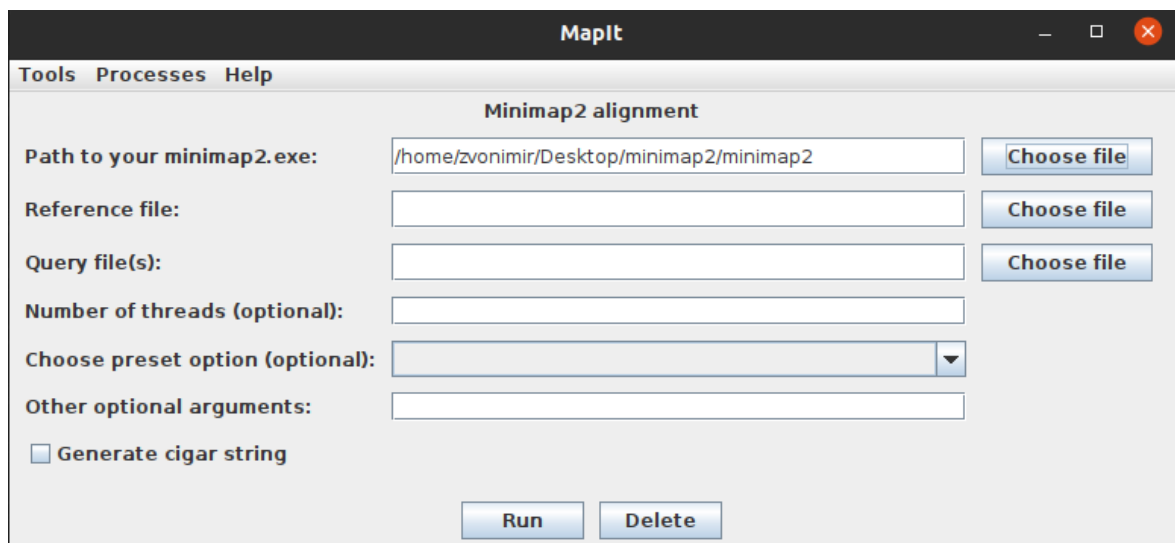 MapIt
Tools Processes Help
Minimap2 alignment
Path to your minimap2.exe: /home/zvonimir/Desktop/minimap2/minimap2 Choose file
Reference file: Choose file
Query file(s): Choose file
Number of threads (optional):
Choose preset option (optional):
Other optional arguments:
Generate cigar string
Run Delete